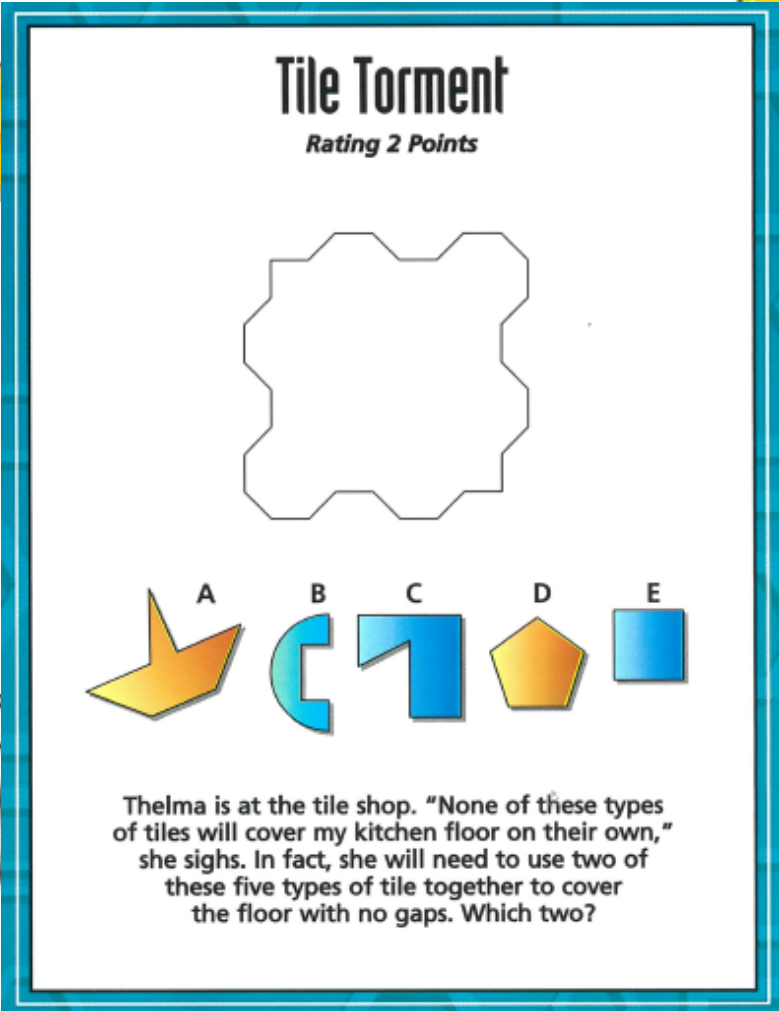 Tile Torment
Rating 2 Points
A B C D E
Thelma is at the tile shop. “None of these types
of tiles will cover my kitchen floor on their own,”
she sighs. In fact, she will need to use two of
these five types of tile together to cover
the floor with no gaps. Which two?